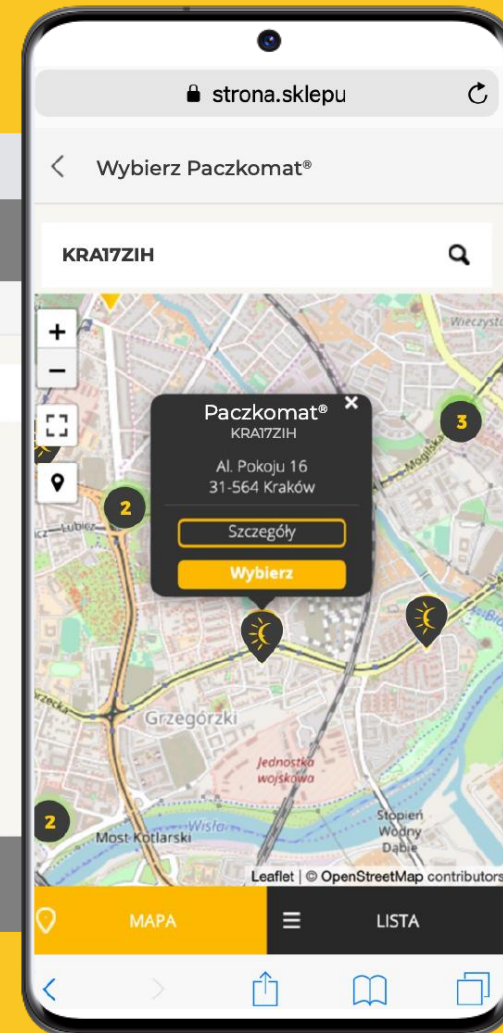 strona.sklepu
Wybierz Paczkomat®
KRA17ZIH
+
−
Wieczysta
3
Mogilska
Paczkomat® ×
KRA17ZIH
Al. Pokoju 16
31-564 Kraków
Szczegóły
Wybierz
2
Lubicz
Grzegórzki
Jednostka
wojskowa
2
Most Kotlarski
Wisła
Stopień
Wodny
Dąbie
Leaflet | © OpenStreetMap contributors
MAPA
LISTA